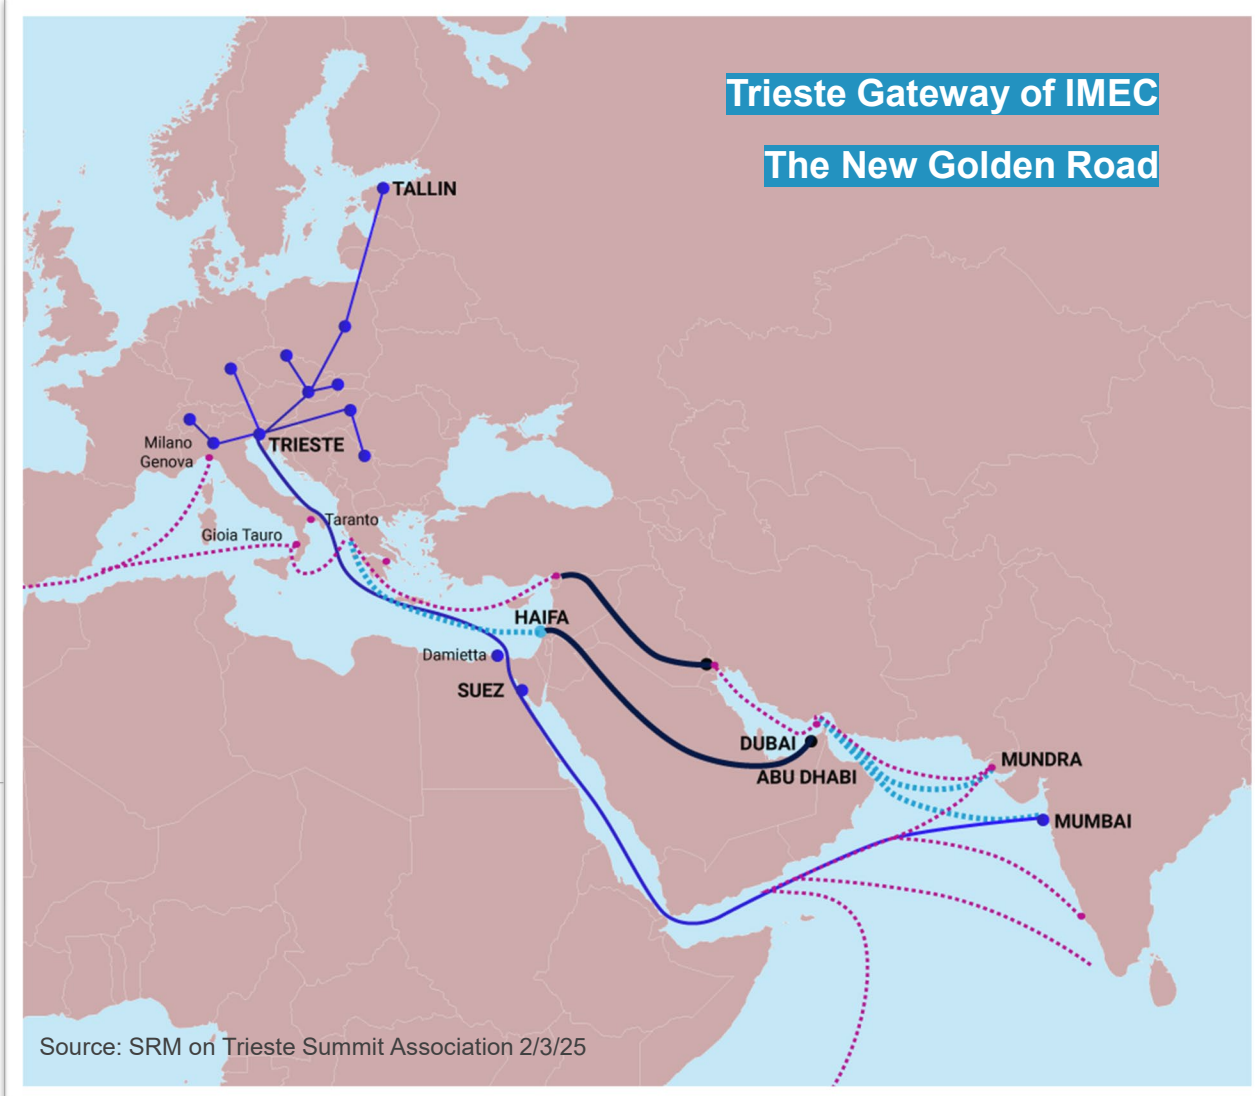 Trieste Gateway of IMEC
The New Golden Road
TALLIN
Milano
Genova
TRIESTE
Taranto
Gioia Tauro
HAIFA
Damietta
SUEZ
DUBAI
ABU DHABI
MUNDRA
MUMBAI
Source: SRM on Trieste Summit Association 2/3/25